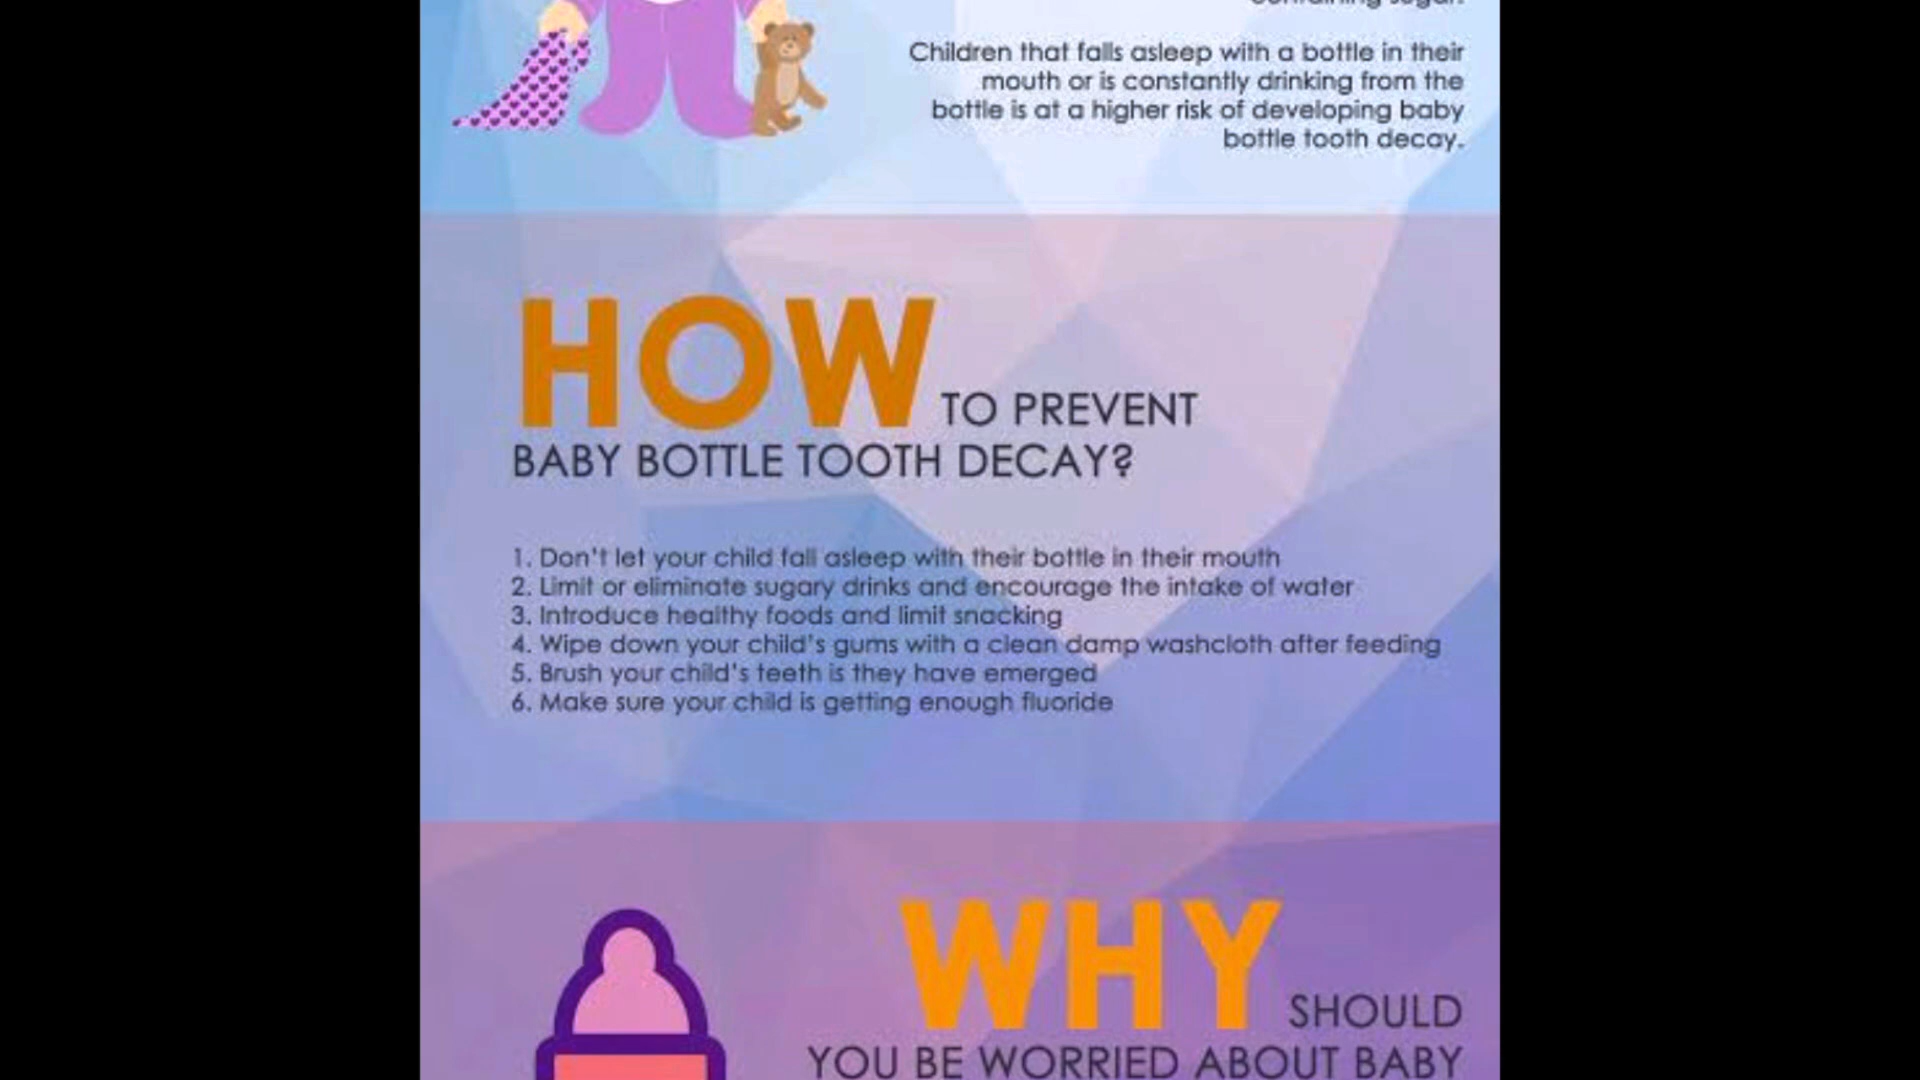 containing sugar.
Children that falls asleep with a bottle in their
mouth or is constantly drinking from the
bottle is at a higher risk of developing baby
bottle tooth decay.
HOW TO PREVENT
BABY BOTTLE TOOTH DECAY?
1. Don't let your child fall asleep with their bottle in their mouth
2. Limit or eliminate sugary drinks and encourage the intake of water
3. Introduce healthy foods and limit snacking
4. Wipe down your child's gums with a clean damp washcloth after feeding
5. Brush your child's teeth is they have emerged
6. Make sure your child is getting enough fluoride
WHY SHOULD
YOU BE WORRIED ABOUT BABY